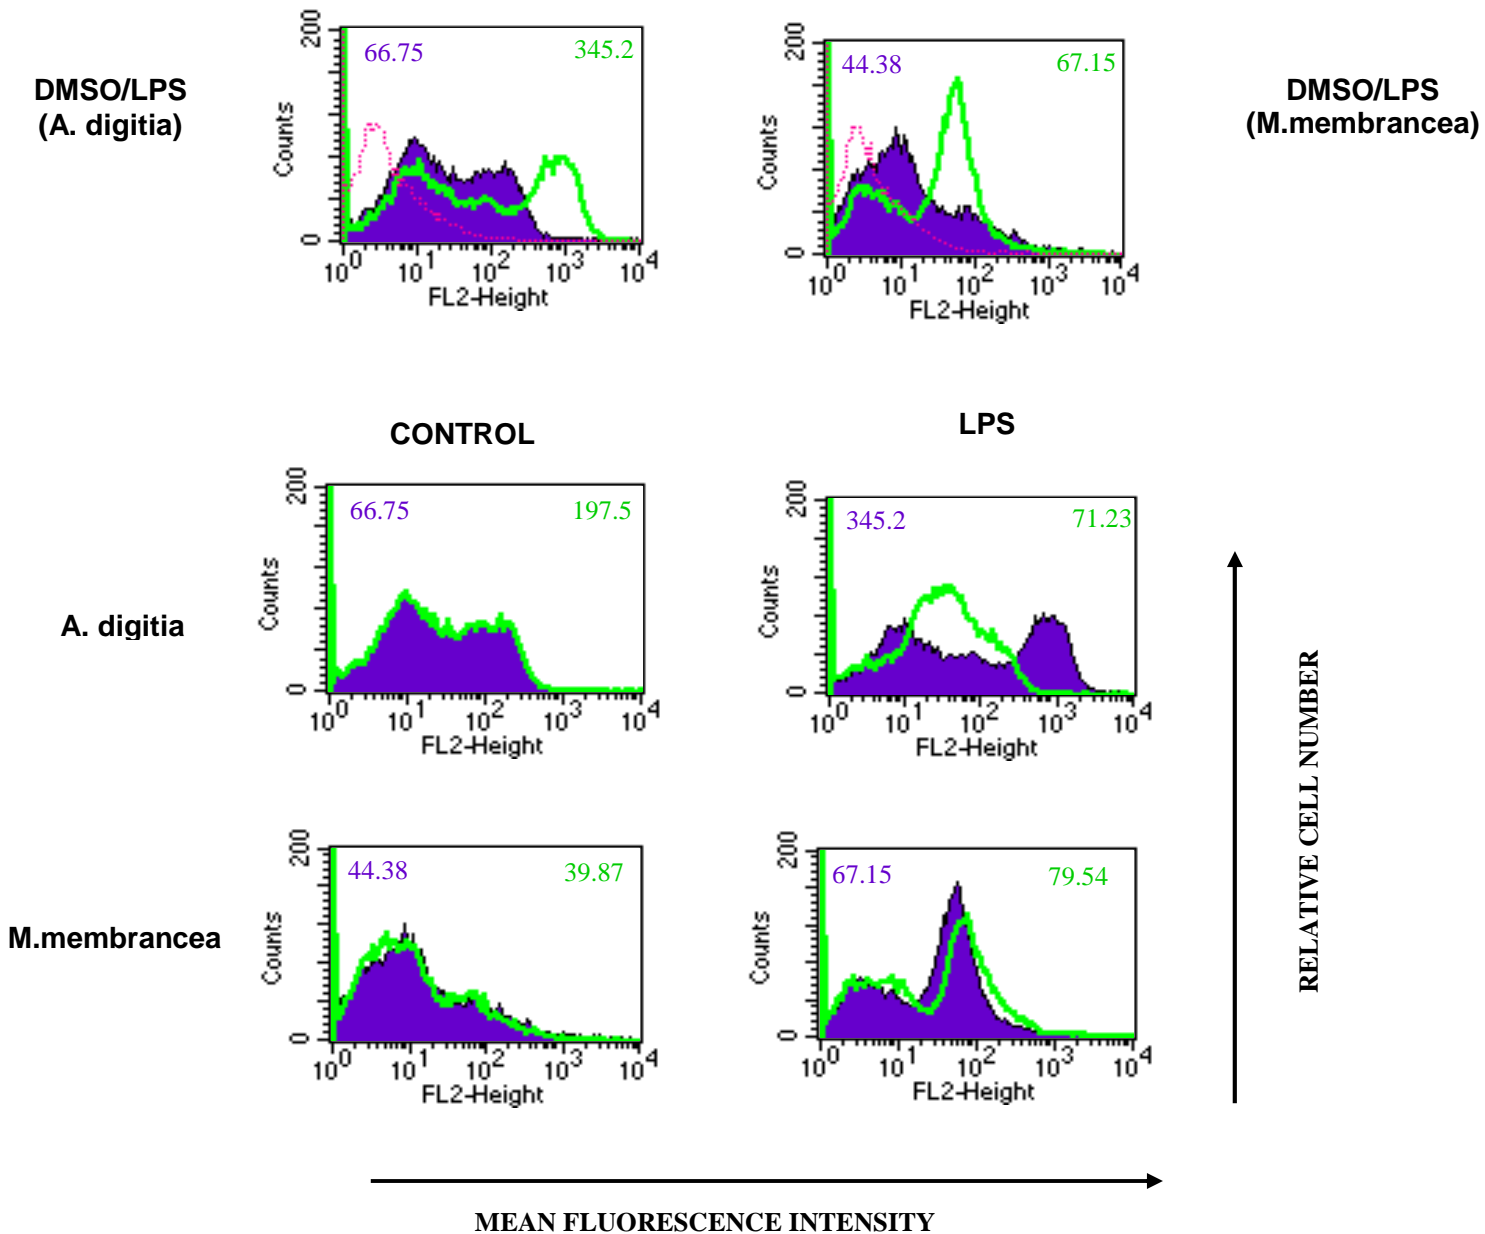 DMSO/LPS
(A. digitia)
200
66.75
345.2
Counts
0
10^0 10^1 10^2 10^3 10^4
FL2-Height
200
44.38
67.15
Counts
0
10^0 10^1 10^2 10^3 10^4
FL2-Height
DMSO/LPS
(M.membrancea)
CONTROL
LPS
A. digitia
200
66.75
197.5
Counts
0
10^0 10^1 10^2 10^3 10^4
FL2-Height
200
345.2
71.23
Counts
0
10^0 10^1 10^2 10^3 10^4
FL2-Height
M.membrancea
200
44.38
39.87
Counts
0
10^0 10^1 10^2 10^3 10^4
FL2-Height
200
67.15
79.54
Counts
0
10^0 10^1 10^2 10^3 10^4
FL2-Height
RELATIVE CELL NUMBER
MEAN FLUORESCENCE INTENSITY